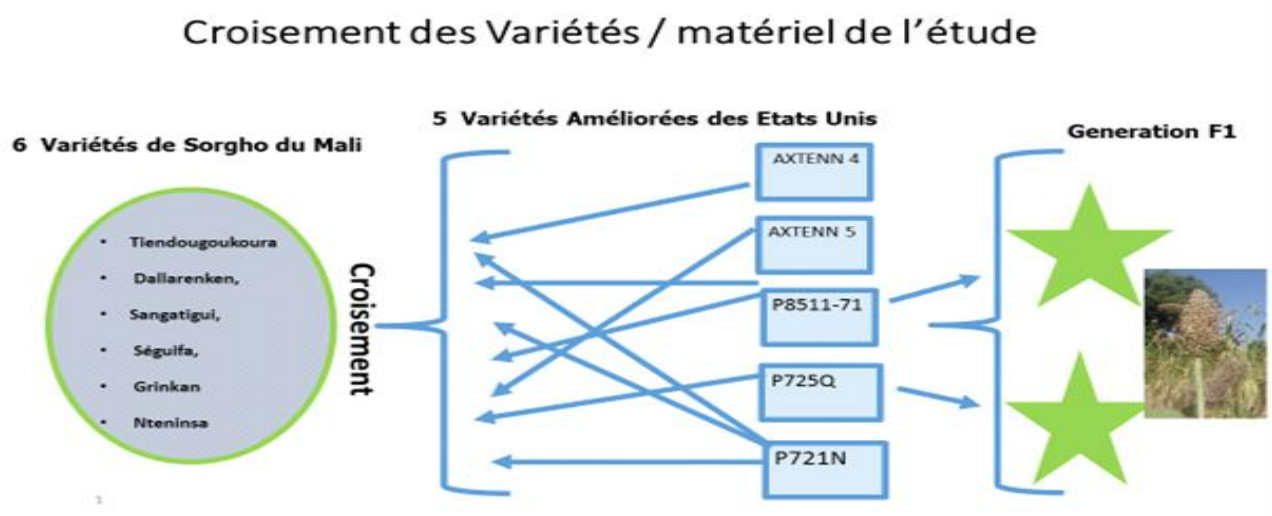 Croisement des Variétés / matériel de l'étude
5 Variétés Améliorées des Etats Unis
6 Variétés de Sorgho du Mali
Generation F1
• Tiendougoukoura
• Dallarenken,
• Sangatigui,
• Séguifa,
• Grinkan
• Nteninsa
Croisement
AXTENN 4
AXTENN 5
P8511-71
P725Q
P721N
1